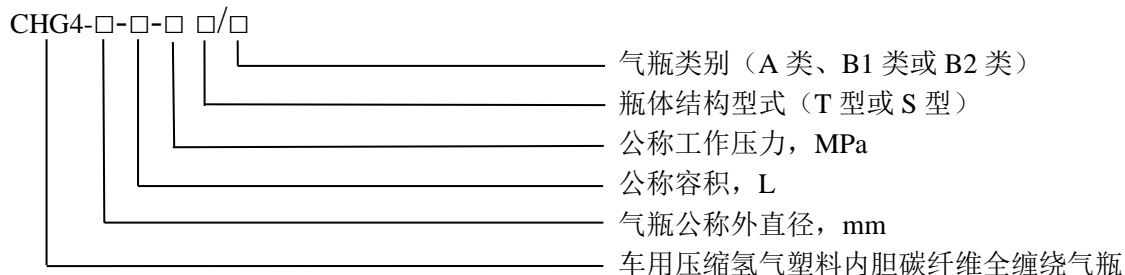 CHG4-□-□-□ □/□
气瓶类别（A 类、B1 类或 B2 类）
瓶体结构型式（T 型或 S 型）
公称工作压力，MPa
公称容积，L
气瓶公称外直径，mm
车用压缩氢气塑料内胆碳纤维全缠绕气瓶